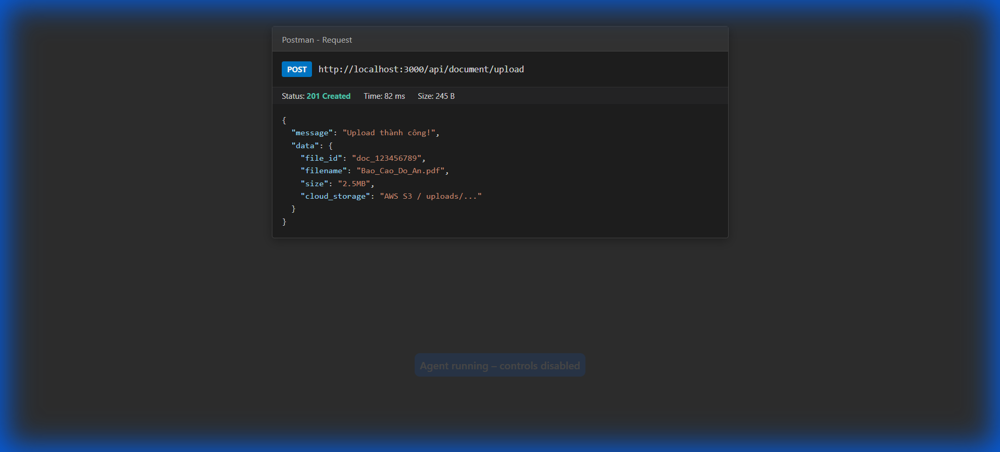 Postman - Request
POST http://localhost:3000/api/document/upload
Status: 201 Created Time: 82 ms Size: 245 B
{
"message": "Upload thành công!",
"data": {
"file_id": "doc_123456789",
"filename": "Bao_Cao_Do_An.pdf",
"size": "2.5MB",
"cloud_storage": "AWS S3 / uploads/..."
}
}
Agent running – controls disabled